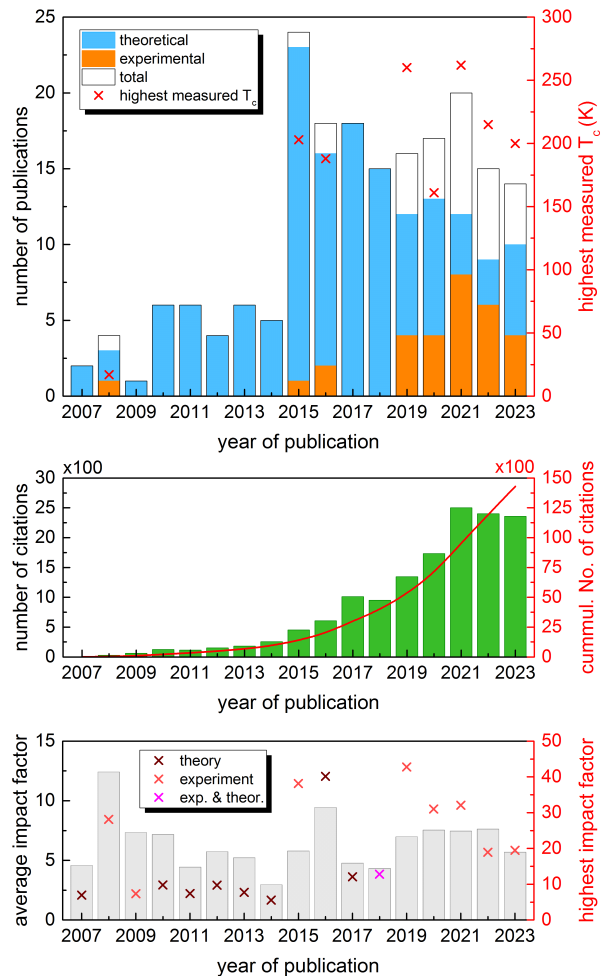 25
20
15
10
5
0
number of publications
theoretical
experimental
total
highest measured Tc
300
250
200
150
100
50
0
highest measured Tc (K)
2007 2009 2011 2013 2015 2017 2019 2021 2023
year of publication
x100
x100
30
25
20
15
10
5
0
number of citations
150
125
100
75
50
25
0
cummul. No. of citations
2007 2009 2011 2013 2015 2017 2019 2021 2023
year of publication
15
10
5
0
average impact factor
theory
experiment
exp. & theor.
50
40
30
20
10
0
highest impact factor
2007 2009 2011 2013 2015 2017 2019 2021 2023
year of publication